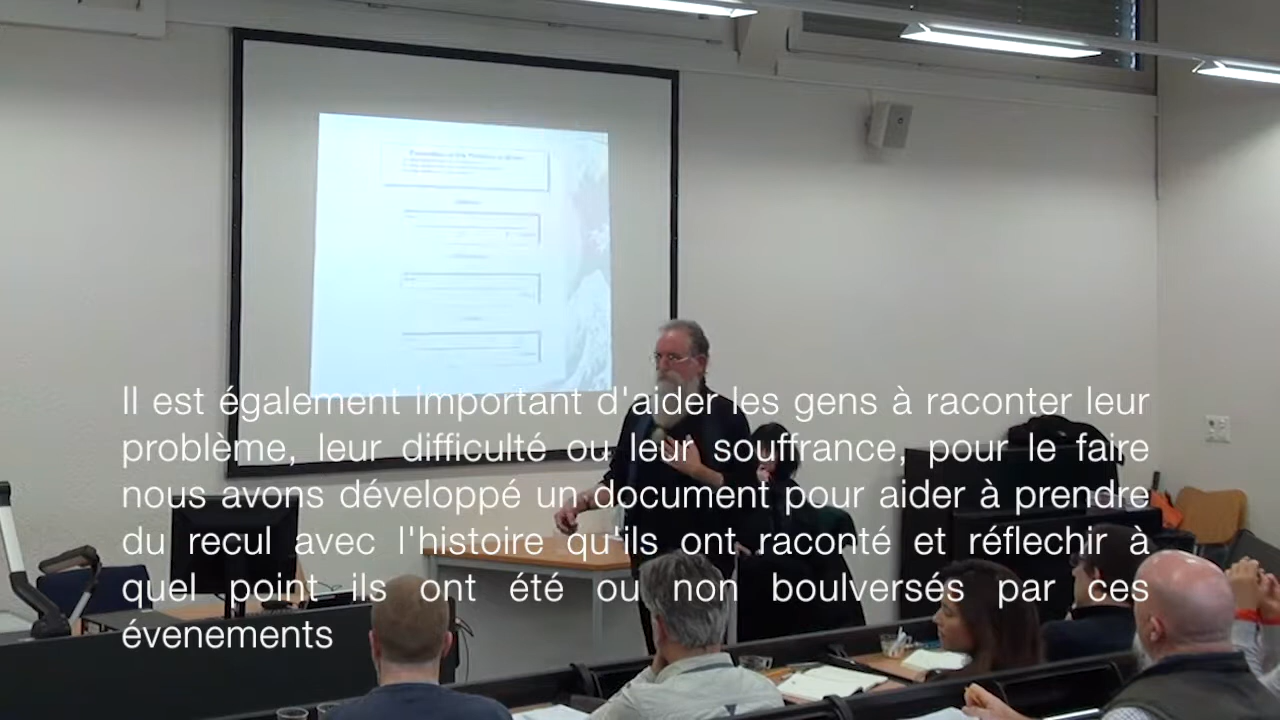 Il est également important d'aider les gens à raconter leur
problème, leur difficulté ou leur souffrance, pour le faire
nous avons développé un document pour aider à prendre
du recul avec l'histoire qu'ils ont raconté et réflechir à
quel point ils ont été ou non boulversés par ces
évenements